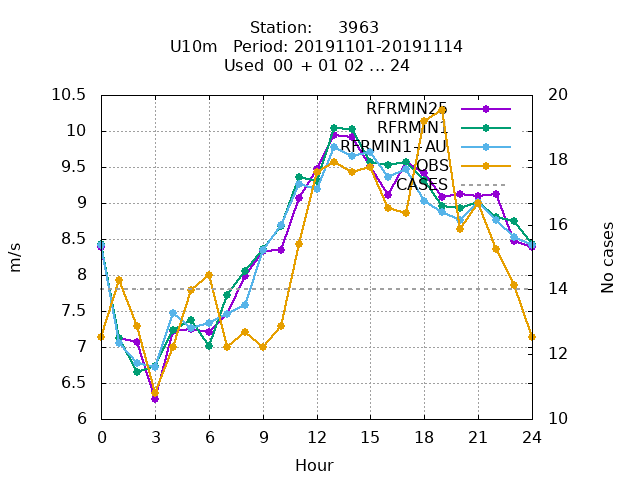 Station:     3963
U10m   Period: 20191101-20191114
Used  00 + 01 02 ... 24
10.5
10
9.5
9
8.5
8
7.5
7
6.5
6
m/s
RFRMIN25
RFRMIN1
RFRMIN1+AU
OBS
CASES
20
18
16
14
12
10
No cases
0 3 6 9 12 15 18 21 24
Hour